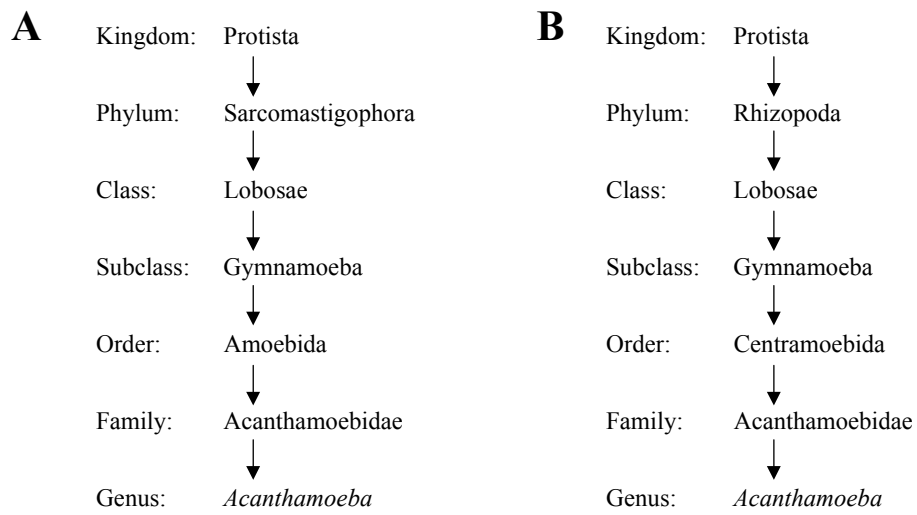 A
Kingdom: Protista
Phylum: Sarcomastigophora
Class: Lobosae
Subclass: Gymnamoeba
Order: Amoebida
Family: Acanthamoebidae
Genus: Acanthamoeba
B
Kingdom: Protista
Phylum: Rhizopoda
Class: Lobosae
Subclass: Gymnamoeba
Order: Centramoebida
Family: Acanthamoebidae
Genus: Acanthamoeba